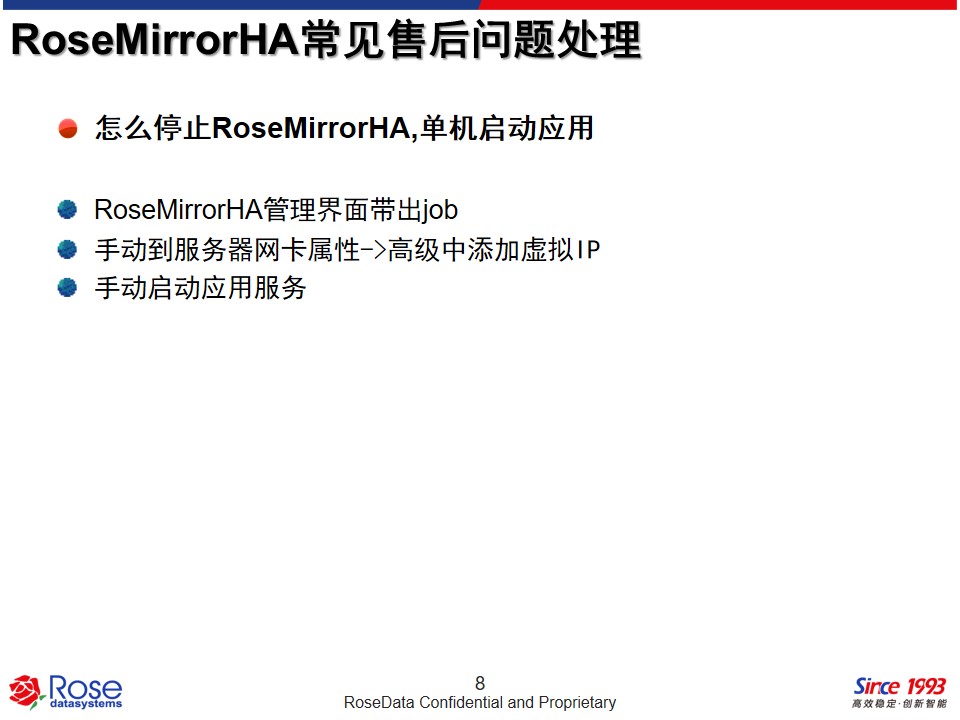 RoseMirrorHA常见售后问题处理
怎么停止RoseMirrorHA,单机启动应用
RoseMirrorHA管理界面带出job
手动到服务器网卡属性->高级中添加虚拟IP
手动启动应用服务
Rose
datasystems
8
RoseData Confidential and Proprietary
Since 1993
高效稳定·创新智能